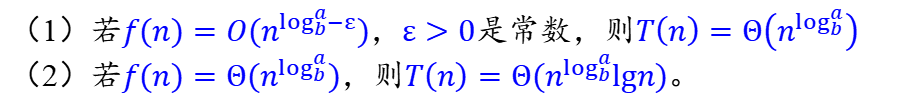 （1）若f(n) = O(n^{log_b^a−ε})，ε > 0是常数，则T(n) = Θ(n^{log_b^a})
（2）若f(n) = Θ(n^{log_b^a})，则T(n) = Θ(n^{log_b^a}lgn)。